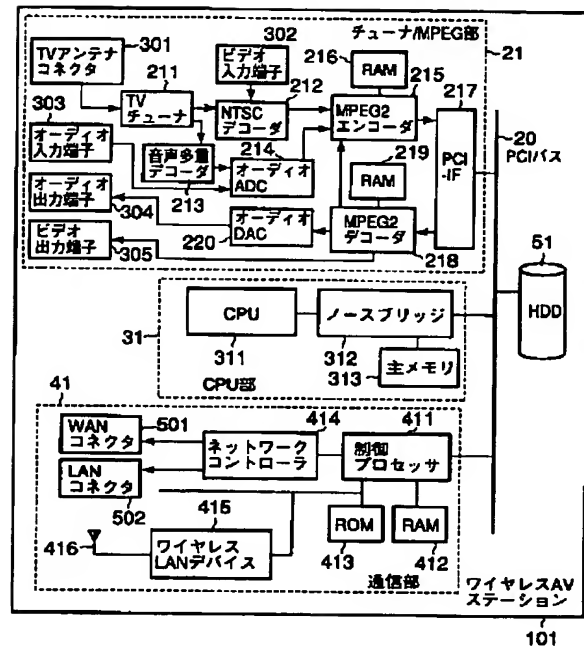 301
TVアンテナ
コネクタ
302
ビデオ
入力端子
チューナ/MPEG部
21
216
RAM
215
217
211
TV
チューナ
212
NTSC
デコーダ
MPEG2
エンコーダ
PCI
-IF
20
PCIバス
303
オーディオ
入力端子
音声多重
デコーダ
213
214
オーディオ
ADC
219
RAM
オーディオ
出力端子
304
220
オーディオ
DAC
MPEG2
デコーダ
218
ビデオ
出力端子
305
51
HDD
31
CPU
311
ノースブリッジ
312
主メモリ
313
CPU部
41
WAN
コネクタ
501
LAN
コネクタ
502
414
ネットワーク
コントローラ
411
制御
プロセッサ
415
416
ワイヤレス
LANデバイス
ROM
413
RAM
412
通信部
ワイヤレスAV
ステーション
101